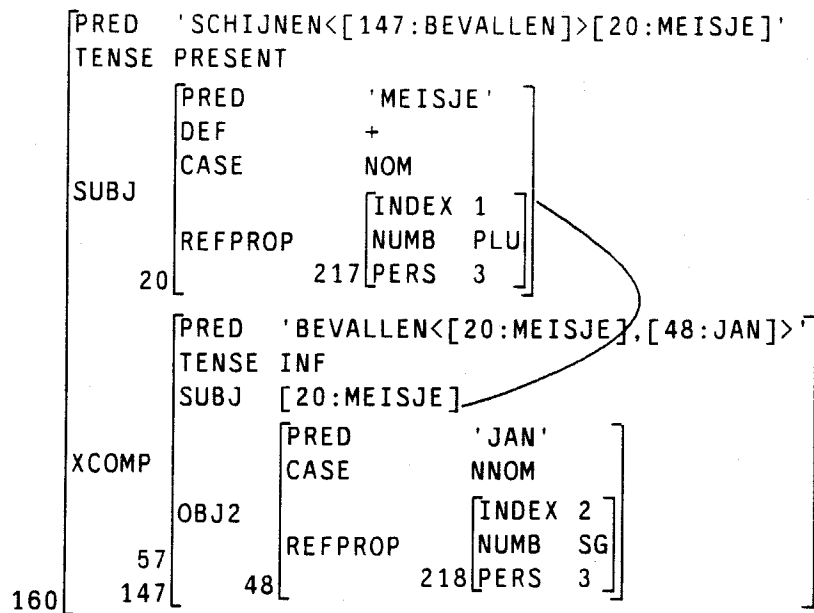 PRED 'SCHIJNEN<[147:BEVALLEN]>[20:MEISJE]'
TENSE PRESENT
PRED 'MEISJE'
DEF +
CASE NOM
SUBJ
INDEX 1
REFPROP NUMB PLU
20 217 PERS 3
PRED 'BEVALLEN<[20:MEISJE],[48:JAN]>'
TENSE INF
SUBJ [20:MEISJE]
PRED 'JAN'
XCOMP CASE NNOM
OBJ2 INDEX 2
REFPROP NUMB SG
57
160 147 48 218 PERS 3